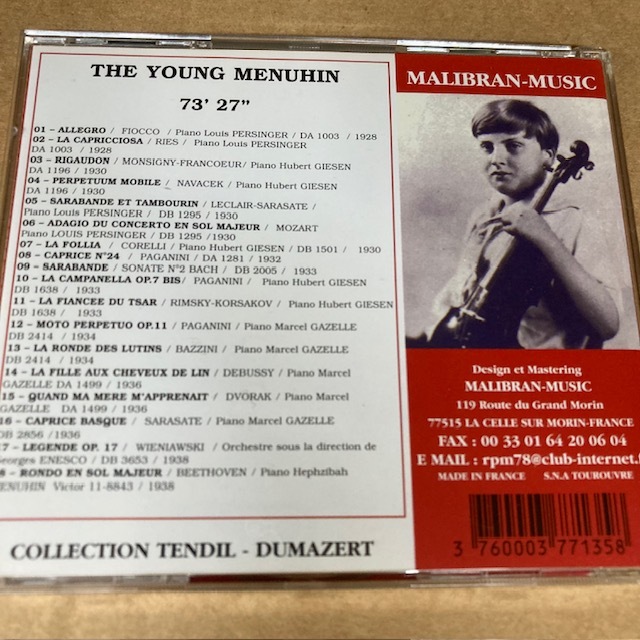 THE YOUNG MENUHIN
73' 27"
01 - ALLEGRO / FIOCCO / Piano Louis PERSINGER / DA 1003 / 1928
02 - LA CAPRICCIOSA / RIES / Piano Louis PERSINGER
DA 1003 / 1928
03 - RIGAUDON / MONSIGNY-FRANCOEUR/ Piano Hubert GIESEN
DA 1196 / 1930
04 - PERPETUUM MOBILE / NAVACEK / Piano Hubert GIESEN
DA 1196/1930
05 - SARABANDE ET TAMBOURIN / LECLAIR-SARASATE /
Piano Louis PERSINGER / DB 1295 / 1930
06 - ADAGIO DU CONCERTO EN SOL MAJEUR / MOZART
Piano LOUIS PERSINGER / DB 1295 / 1930
07 - LA FOLLIA / CORELLI / Piano Hubert GIESEN / DB 1501 / 1930
08 - CAPRICE N°24 / PAGANINI / DA 1281 / 1932
09 - SARABANDE / SONATE N°2 BACH / DB 2005 / 1933
10 - LA CAMPANELLA OP.7 BIS/ PAGANINI / Piano Hubert GIESEN
DB 1638 / 1933
11 - LA FIANCEE DU TSAR / RIMSKY-KORSAKOV / Piano Hubert GIESEN
DB 1638 / 1933
12 - MOTO PERPETUO OP.11 / PAGANINI / Piano Marcel GAZELLE
DB 2414 / 1934
13 - LA RONDE DES LUTINS / BAZZINI / Piano Marcel GAZELLE
DB 2414 / 1934
14 - LA FILLE AUX CHEVEUX DE LIN / DEBUSSY / Piano Marcel
GAZELLE DA 1499 / 1936
15 - QUAND MA MERE M'APPRENAIT / DVORAK / Piano Marcel
GAZELLE DA 1499 / 1936
16 - CAPRICE BASQUE / SARASATE / Piano Marcel GAZELLE
DB 2856 /1936
7 - LEGENDE OP. 17 / WIENIAWSKI / Orchestre sous la direction de
Georges ENESCO / DB 3653 / 1938
8 - RONDO EN SOL MAJEUR / BEETHOVEN / Piano Hephzibah
ENUHIN Victor 11-8843 / 1938
COLLECTION TENDIL - DUMAZERT
MALIBRAN-MUSIC
Design et Mastering
MALIBRAN-MUSIC
119 Route du Grand Morin
77515 LA CELLE SUR MORIN-FRANCE
FAX : 00 33 01 64 20 06 04
E MAIL : rpm78@club-internet.f
MADE IN FRANCE S.N.A TOUROUVRE
3 760003 771358